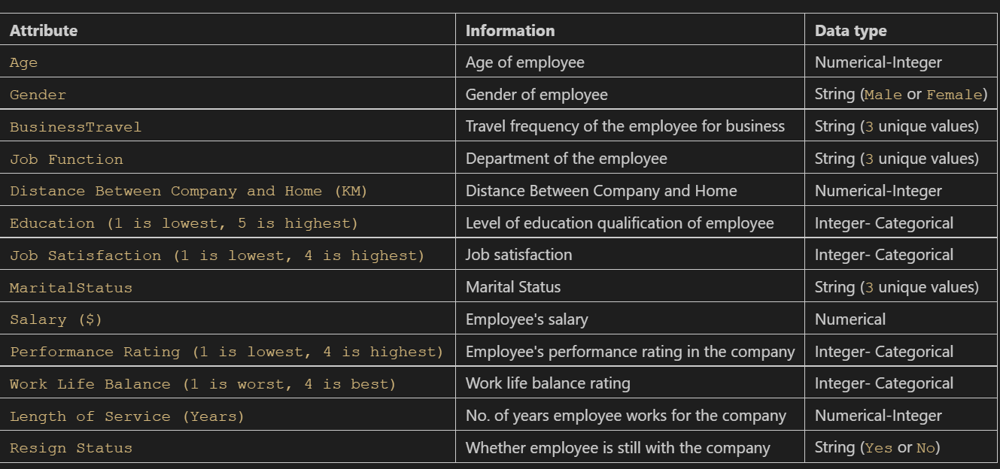 Attribute Information Data type
Age Age of employee Numerical-Integer
Gender Gender of employee String (Male or Female)
BusinessTravel Travel frequency of the employee for business String (3 unique values)
Job Function Department of the employee String (3 unique values)
Distance Between Company and Home (KM) Distance Between Company and Home Numerical-Integer
Education (1 is lowest, 5 is highest) Level of education qualification of employee Integer- Categorical
Job Satisfaction (1 is lowest, 4 is highest) Job satisfaction Integer- Categorical
MaritalStatus Marital Status String (3 unique values)
Salary ($) Employee's salary Numerical
Performance Rating (1 is lowest, 4 is highest) Employee's performance rating in the company Integer- Categorical
Work Life Balance (1 is worst, 4 is best) Work life balance rating Integer- Categorical
Length of Service (Years) No. of years employee works for the company Numerical-Integer
Resign Status Whether employee is still with the company String (Yes or No)